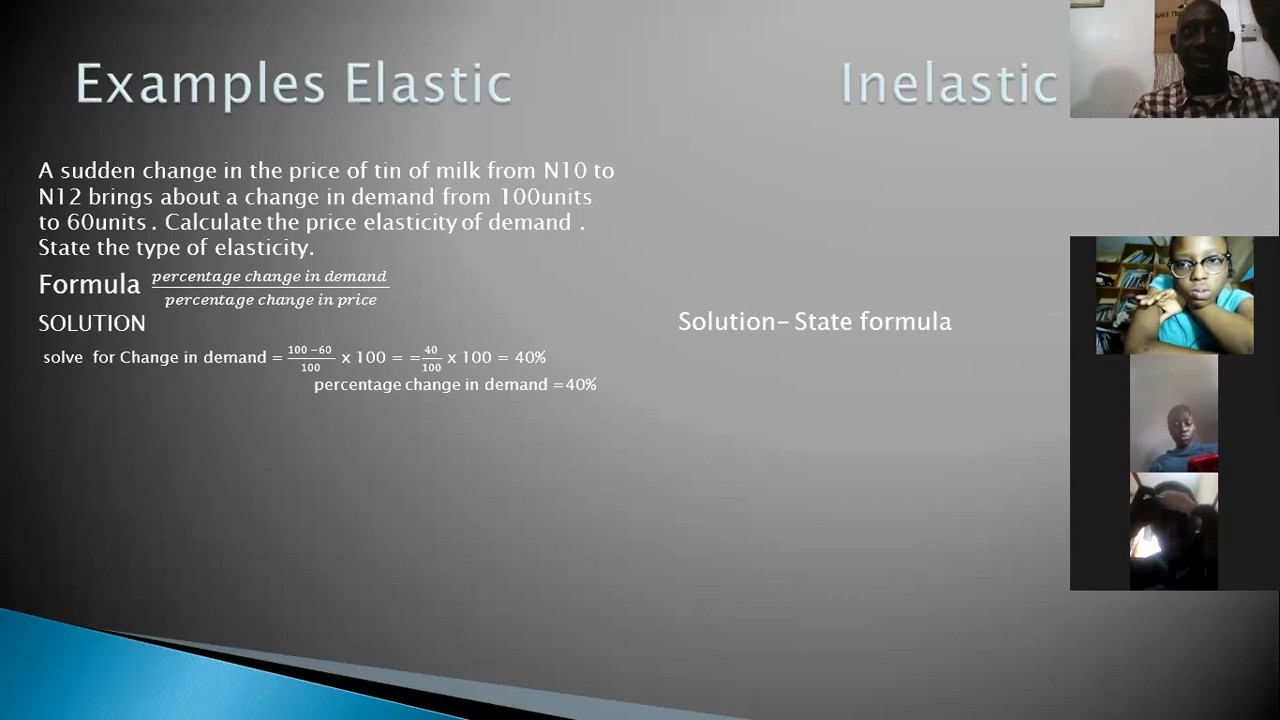 Examples Elastic Inelastic
A sudden change in the price of tin of milk from N10 to
N12 brings about a change in demand from 100units
to 60units . Calculate the price elasticity of demand .
State the type of elasticity.
Formula percentage change in demand / percentage change in price
SOLUTION
solve for Change in demand = 100 −60 / 100 x 100 = = 40 / 100 x 100 = 40%
percentage change in demand =40%
Solution- State formula